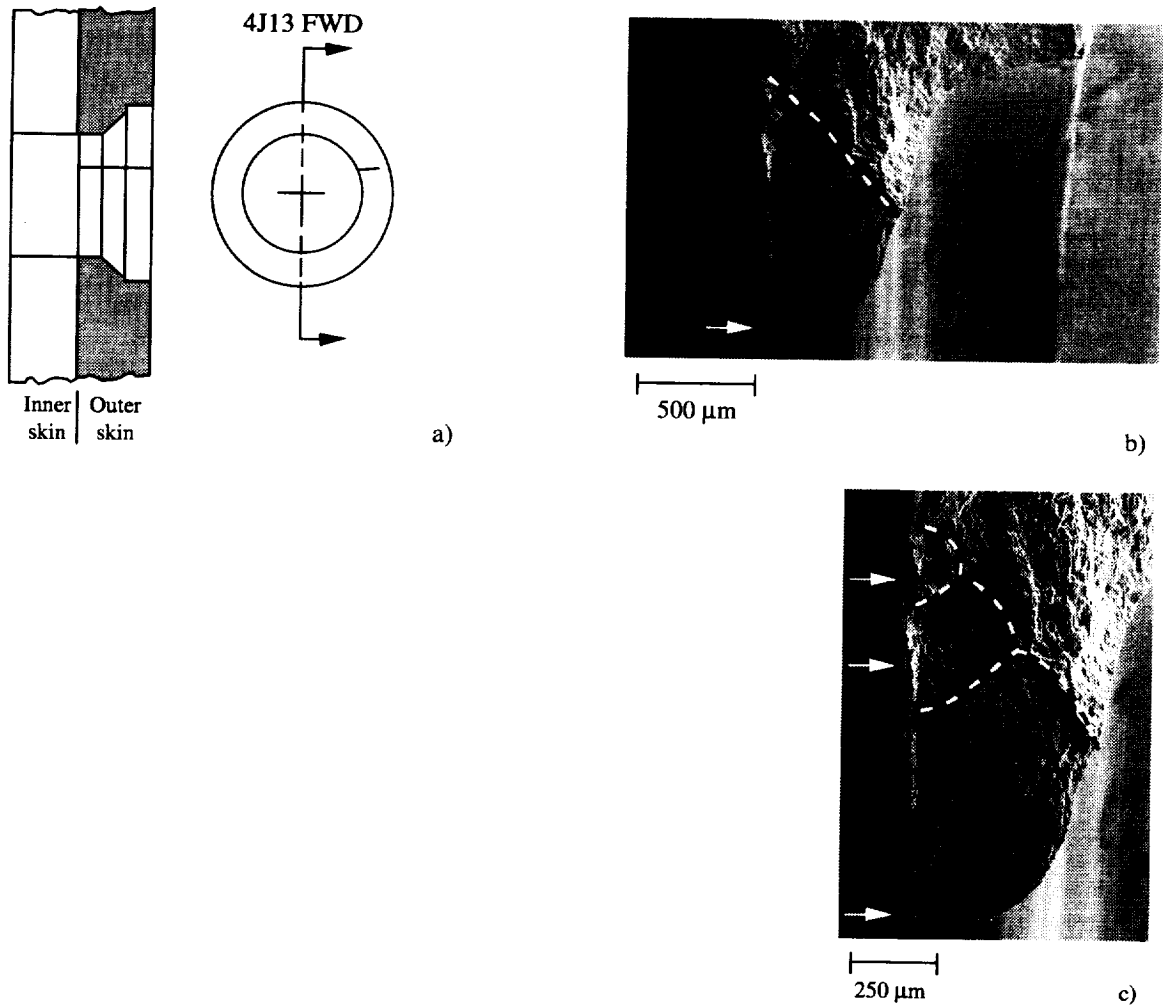 4J13 FWD
Inner skin
Outer skin
a)
500 μm
b)
250 μm
c)